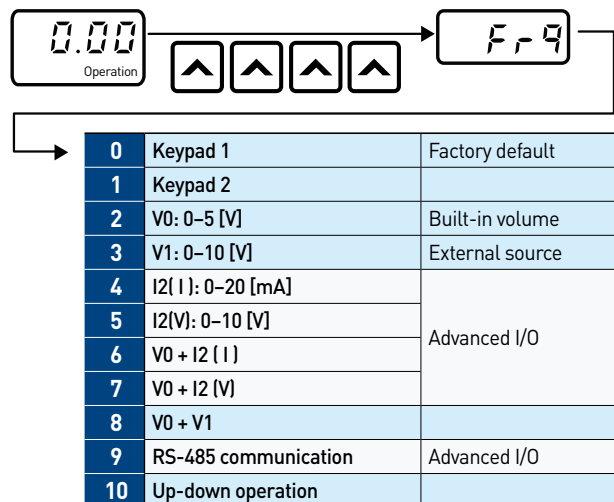 0.00
Operation
Frq
0 Keypad 1 Factory default
1 Keypad 2
2 V0: 0–5 [V] Built-in volume
3 V1: 0–10 [V] External source
4 I2( I ): 0–20 [mA]
5 I2(V): 0–10 [V]
Advanced I/O
6 V0 + I2 ( I )
7 V0 + I2 (V)
8 V0 + V1
9 RS-485 communication Advanced I/O
10 Up-down operation